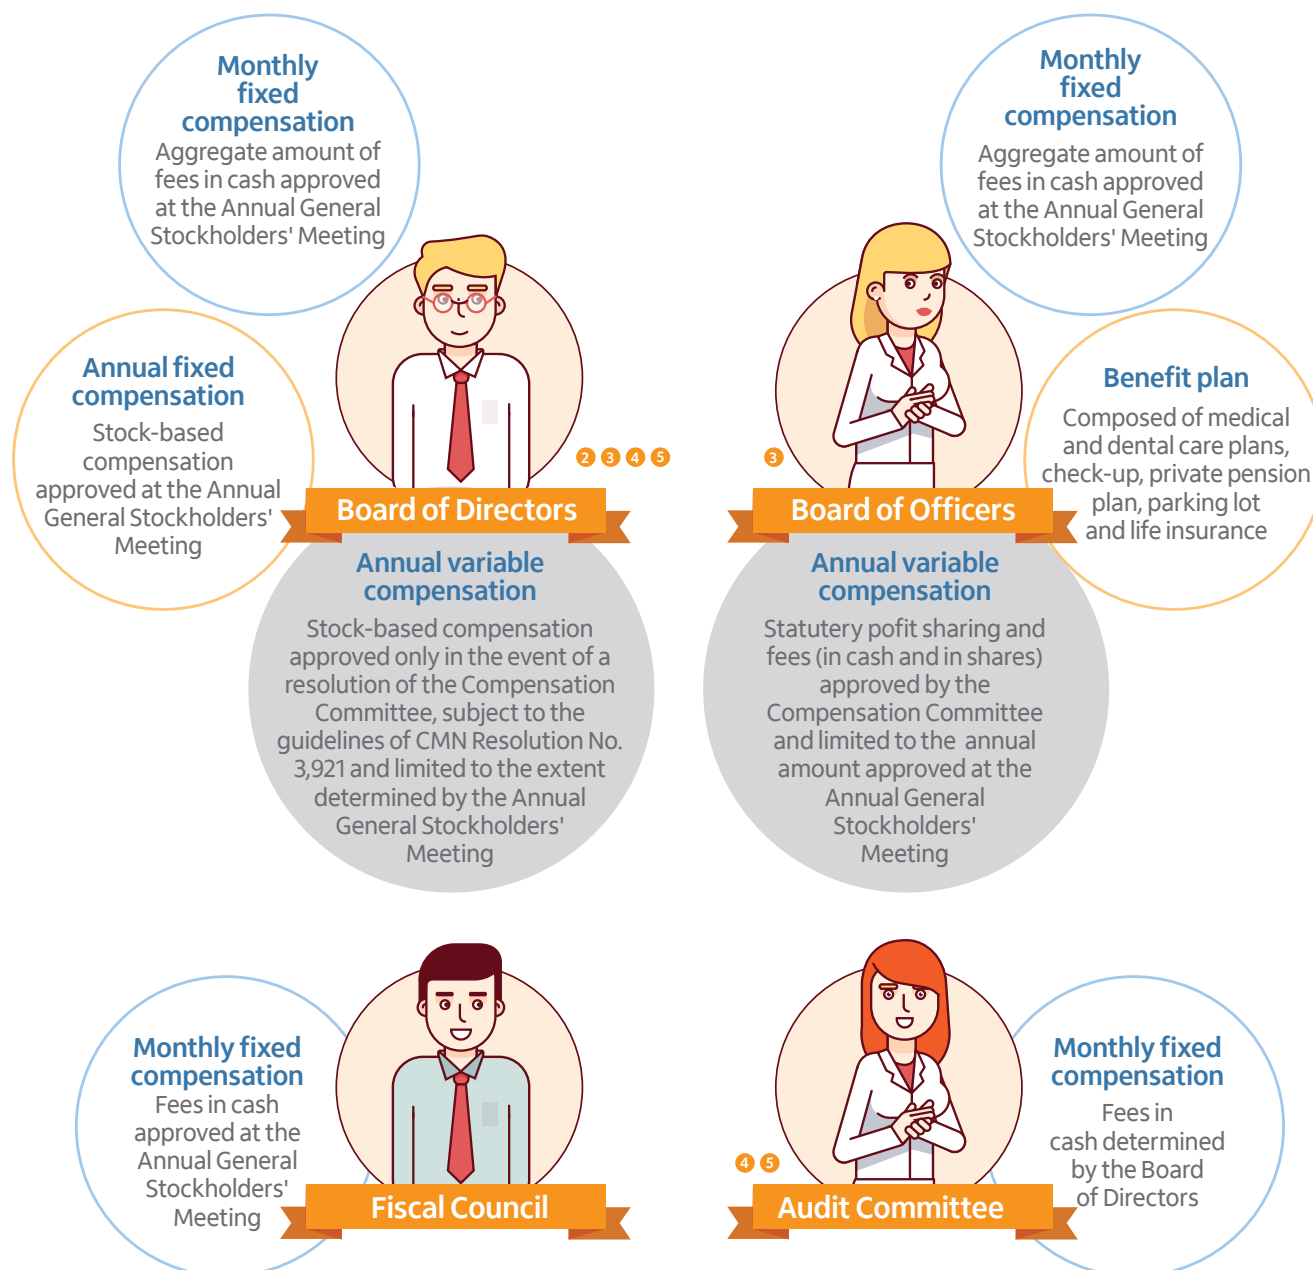 Monthly
fixed
compensation
Aggregate amount of
fees in cash approved
at the Annual General
Stockholders' Meeting
Annual fixed
compensation
Stock-based
compensation
approved at the Annual
General Stockholders'
Meeting
2 3 4 5
Board of Directors
Annual variable
compensation
Stock-based compensation
approved only in the event of a
resolution of the Compensation
Committee, subject to the
guidelines of CMN Resolution No.
3,921 and limited to the extent
determined by the Annual
General Stockholders'
Meeting
Monthly
fixed
compensation
Aggregate amount of
fees in cash approved
at the Annual General
Stockholders' Meeting
Benefit plan
Composed of medical
and dental care plans,
check-up, private pension
plan, parking lot
and life insurance
3
Board of Officers
Annual variable
compensation
Statutery pofit sharing and
fees (in cash and in shares)
approved by the
Compensation Committee
and limited to the annual
amount approved at the
Annual General
Stockholders'
Meeting
Monthly fixed
compensation
Fees in cash
approved at the
Annual General
Stockholders'
Meeting
Fiscal Council
Monthly fixed
compensation
Fees in
cash determined
by the Board
of Directors
4 5
Audit Committee